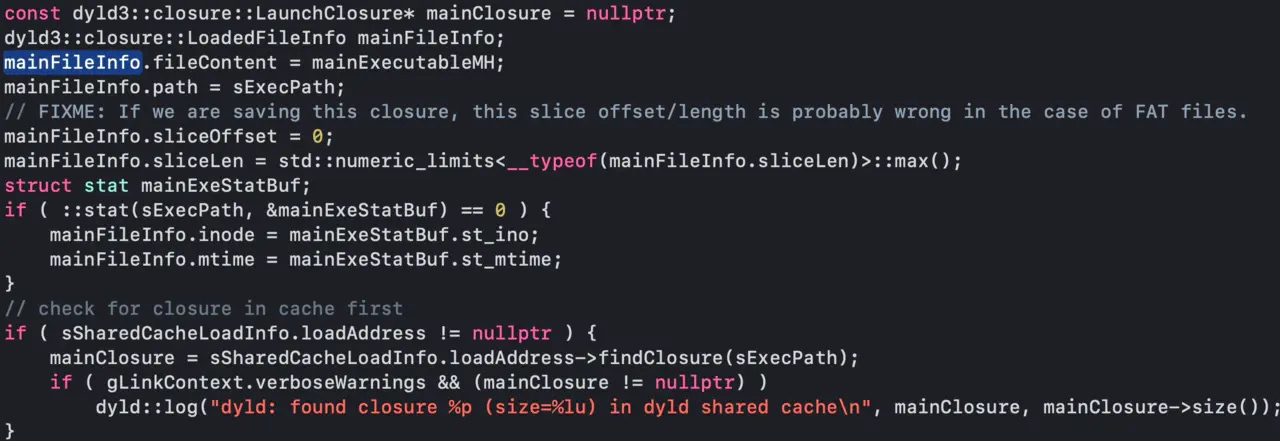 const dyld3::closure::LaunchClosure* mainClosure = nullptr;
dyld3::closure::LoadedFileInfo mainFileInfo;
mainFileInfo.fileContent = mainExecutableMH;
mainFileInfo.path = sExecPath;
// FIXME: If we are saving this closure, this slice offset/length is probably wrong in the case of FAT files.
mainFileInfo.sliceOffset = 0;
mainFileInfo.sliceLen = std::numeric_limits<__typeof(mainFileInfo.sliceLen)>::max();
struct stat mainExeStatBuf;
if ( ::stat(sExecPath, &mainExeStatBuf) == 0 ) {
    mainFileInfo.inode = mainExeStatBuf.st_ino;
    mainFileInfo.mtime = mainExeStatBuf.st_mtime;
}
// check for closure in cache first
if ( sSharedCacheLoadInfo.loadAddress != nullptr ) {
    mainClosure = sSharedCacheLoadInfo.loadAddress->findClosure(sExecPath);
    if ( gLinkContext.verboseWarnings && (mainClosure != nullptr) )
        dyld::log("dyld: found closure %p (size=%lu) in dyld shared cache\n", mainClosure, mainClosure->size());
}